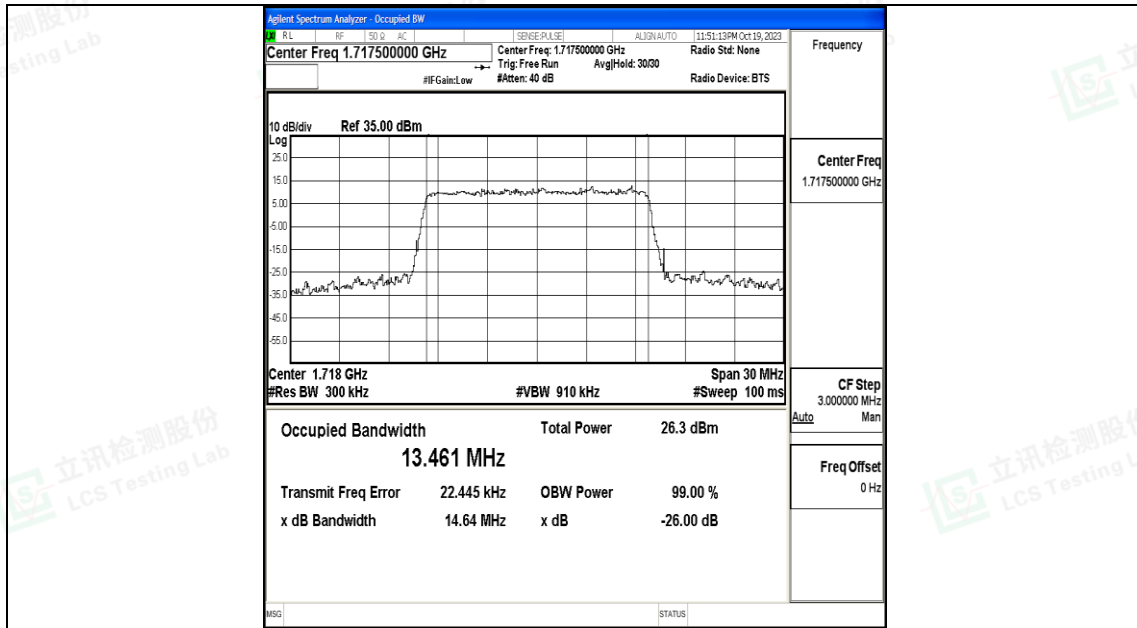 Agilent Spectrum Analyzer - Occupied BW
LXI RL RF 50 Ω AC SENSE:PULSE ALIGN AUTO 11:51:13PM Oct 19, 2023
Center Freq 1.717500000 GHz
Center Freq: 1.717500000 GHz
Radio Std: None
Trig: Free Run Avg|Hold: 30/30
#IFGain:Low
#Atten: 40 dB
Radio Device: BTS
10 dB/div Ref 35.00 dBm
Log
25.0
15.0
5.00
-5.00
-15.0
-25.0
-35.0
-45.0
-55.0
Center 1.718 GHz Span 30 MHz
#Res BW 300 kHz #VBW 910 kHz #Sweep 100 ms
Occupied Bandwidth Total Power 26.3 dBm
13.461 MHz
Transmit Freq Error 22.445 kHz OBW Power 99.00 %
x dB Bandwidth 14.64 MHz x dB -26.00 dB
MSG STATUS
Frequency
Center Freq
1.717500000 GHz
CF Step
3.000000 MHz
Auto Man
Freq Offset
0 Hz
立讯检测股份
LCS Testing Lab
立讯检测股份
LCS Testing L
测股份
esting Lab
立